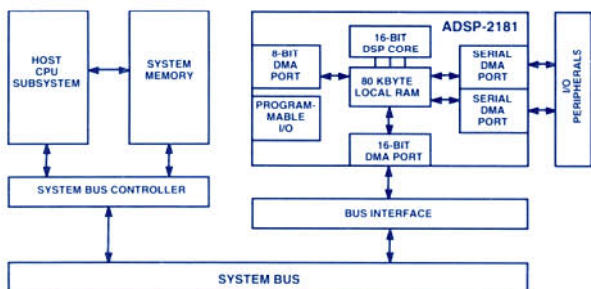 HOST
CPU
SUBSYSTEM
SYSTEM
MEMORY
SYSTEM BUS CONTROLLER
ADSP-2181
16-BIT
DSP CORE
8-BIT
DMA
PORT
80 KBYTE
LOCAL RAM
PROGRAM-
MABLE I/O
SERIAL
DMA PORT
SERIAL
DMA
PORT
16-BIT
DMA PORT
I/O
PERIPHERALS
BUS INTERFACE
SYSTEM BUS